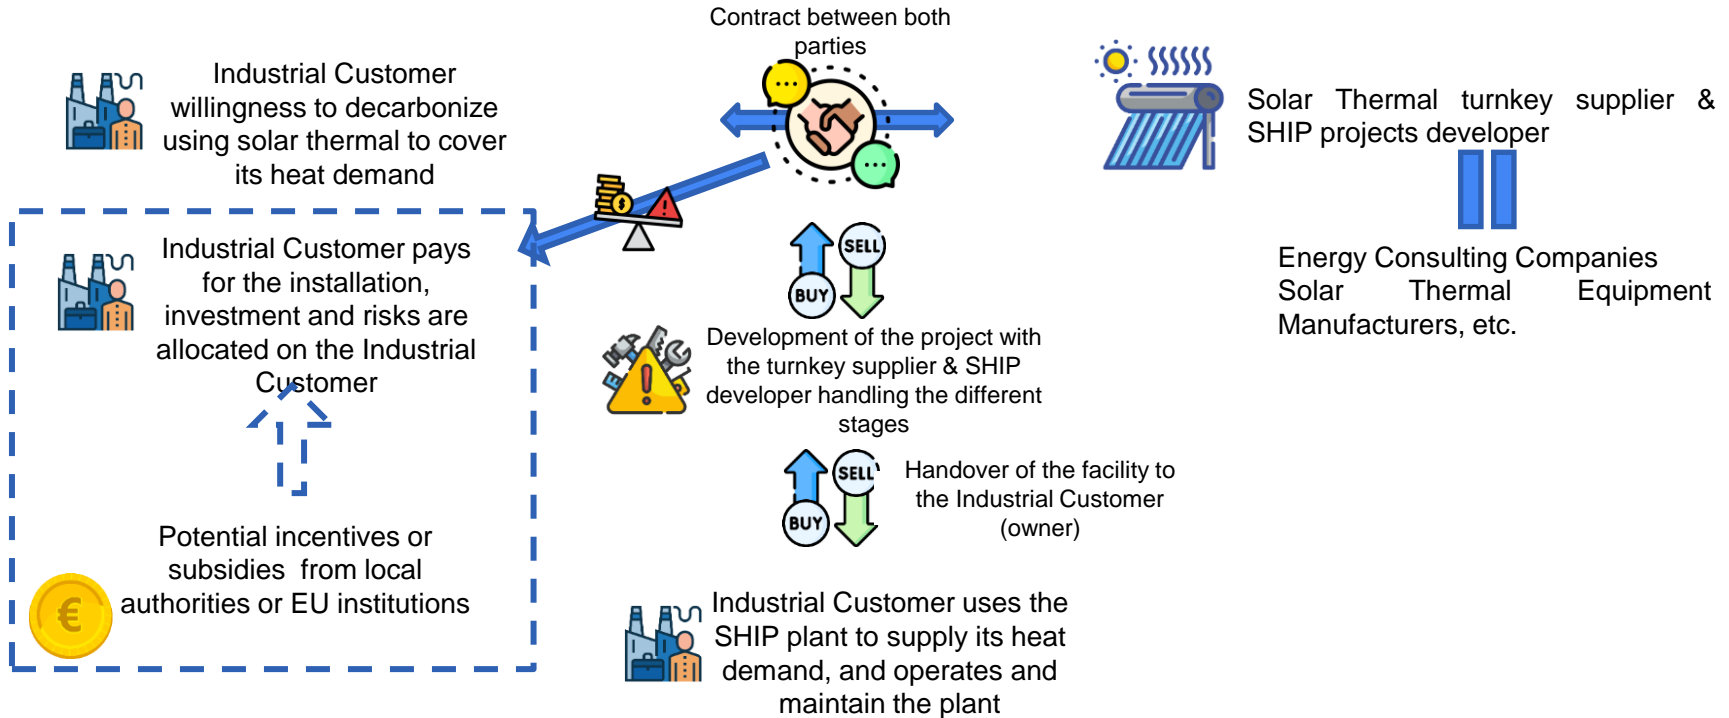 Contract between both
parties
Industrial Customer
willingness to decarbonize
using solar thermal to cover
its heat demand
Solar Thermal turnkey supplier &
SHIP projects developer
Energy Consulting Companies
Solar Thermal Equipment
Manufacturers, etc.
Industrial Customer pays
for the installation,
investment and risks are
allocated on the Industrial
Customer
$
SELL
BUY
Development of the project with
the turnkey supplier & SHIP
developer handling the different
stages
SELL
BUY
Handover of the facility to
the Industrial Customer
(owner)
Potential incentives or
subsidies from local
authorities or EU institutions
€
Industrial Customer uses the
SHIP plant to supply its heat
demand, and operates and
maintain the plant